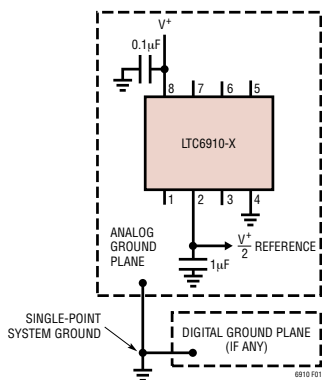 V+
0.1µF
8 7 6 5
LTC6910-X
1 2 3 4
ANALOG
GROUND
PLANE
V+
2
REFERENCE
1µF
SINGLE-POINT
SYSTEM GROUND
DIGITAL GROUND PLANE
(IF ANY)
6910 F01